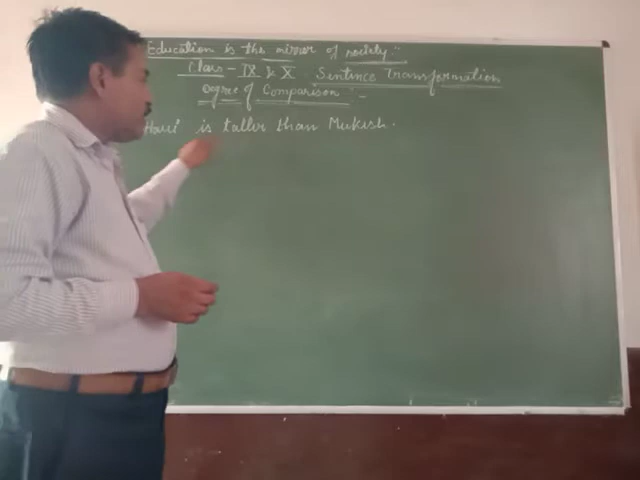 Education is the mirror of society :-
Class - IX & X Sentence Transformation
Degree of Comparison :-
Hari is taller than Mukesh.